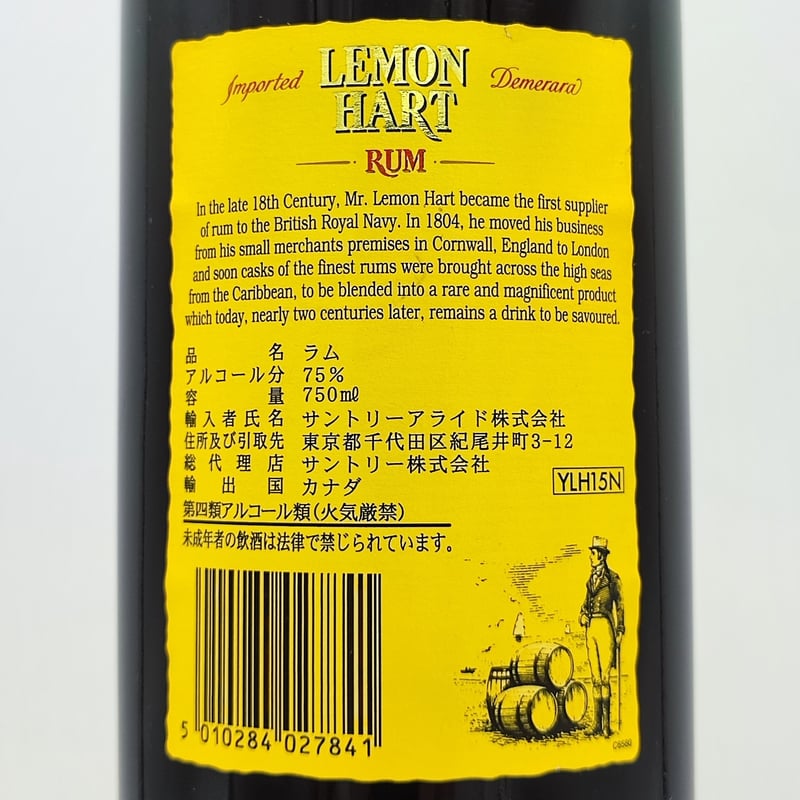 Imported LEMON Demerara
HART
RUM
In the late 18th Century, Mr. Lemon Hart became the first supplier
of rum to the British Royal Navy. In 1804, he moved his business
from his small merchants premises in Cornwall, England to London
and soon casks of the finest rums were brought across the high seas
from the Caribbean, to be blended into a rare and magnificent product
which today, nearly two centuries later, remains a drink to be savoured.
品名 ラム
アルコール分 75%
容量 750mℓ
輸入者氏名 サントリーアライド株式会社
住所及び引取先 東京都千代田区紀尾井町3-12
総代理店 サントリー株式会社
輸出国 カナダ
YLH15N
第四類アルコール類(火気厳禁)
未成年者の飲酒は法律で禁じられています。
5 010284 027841
C6580